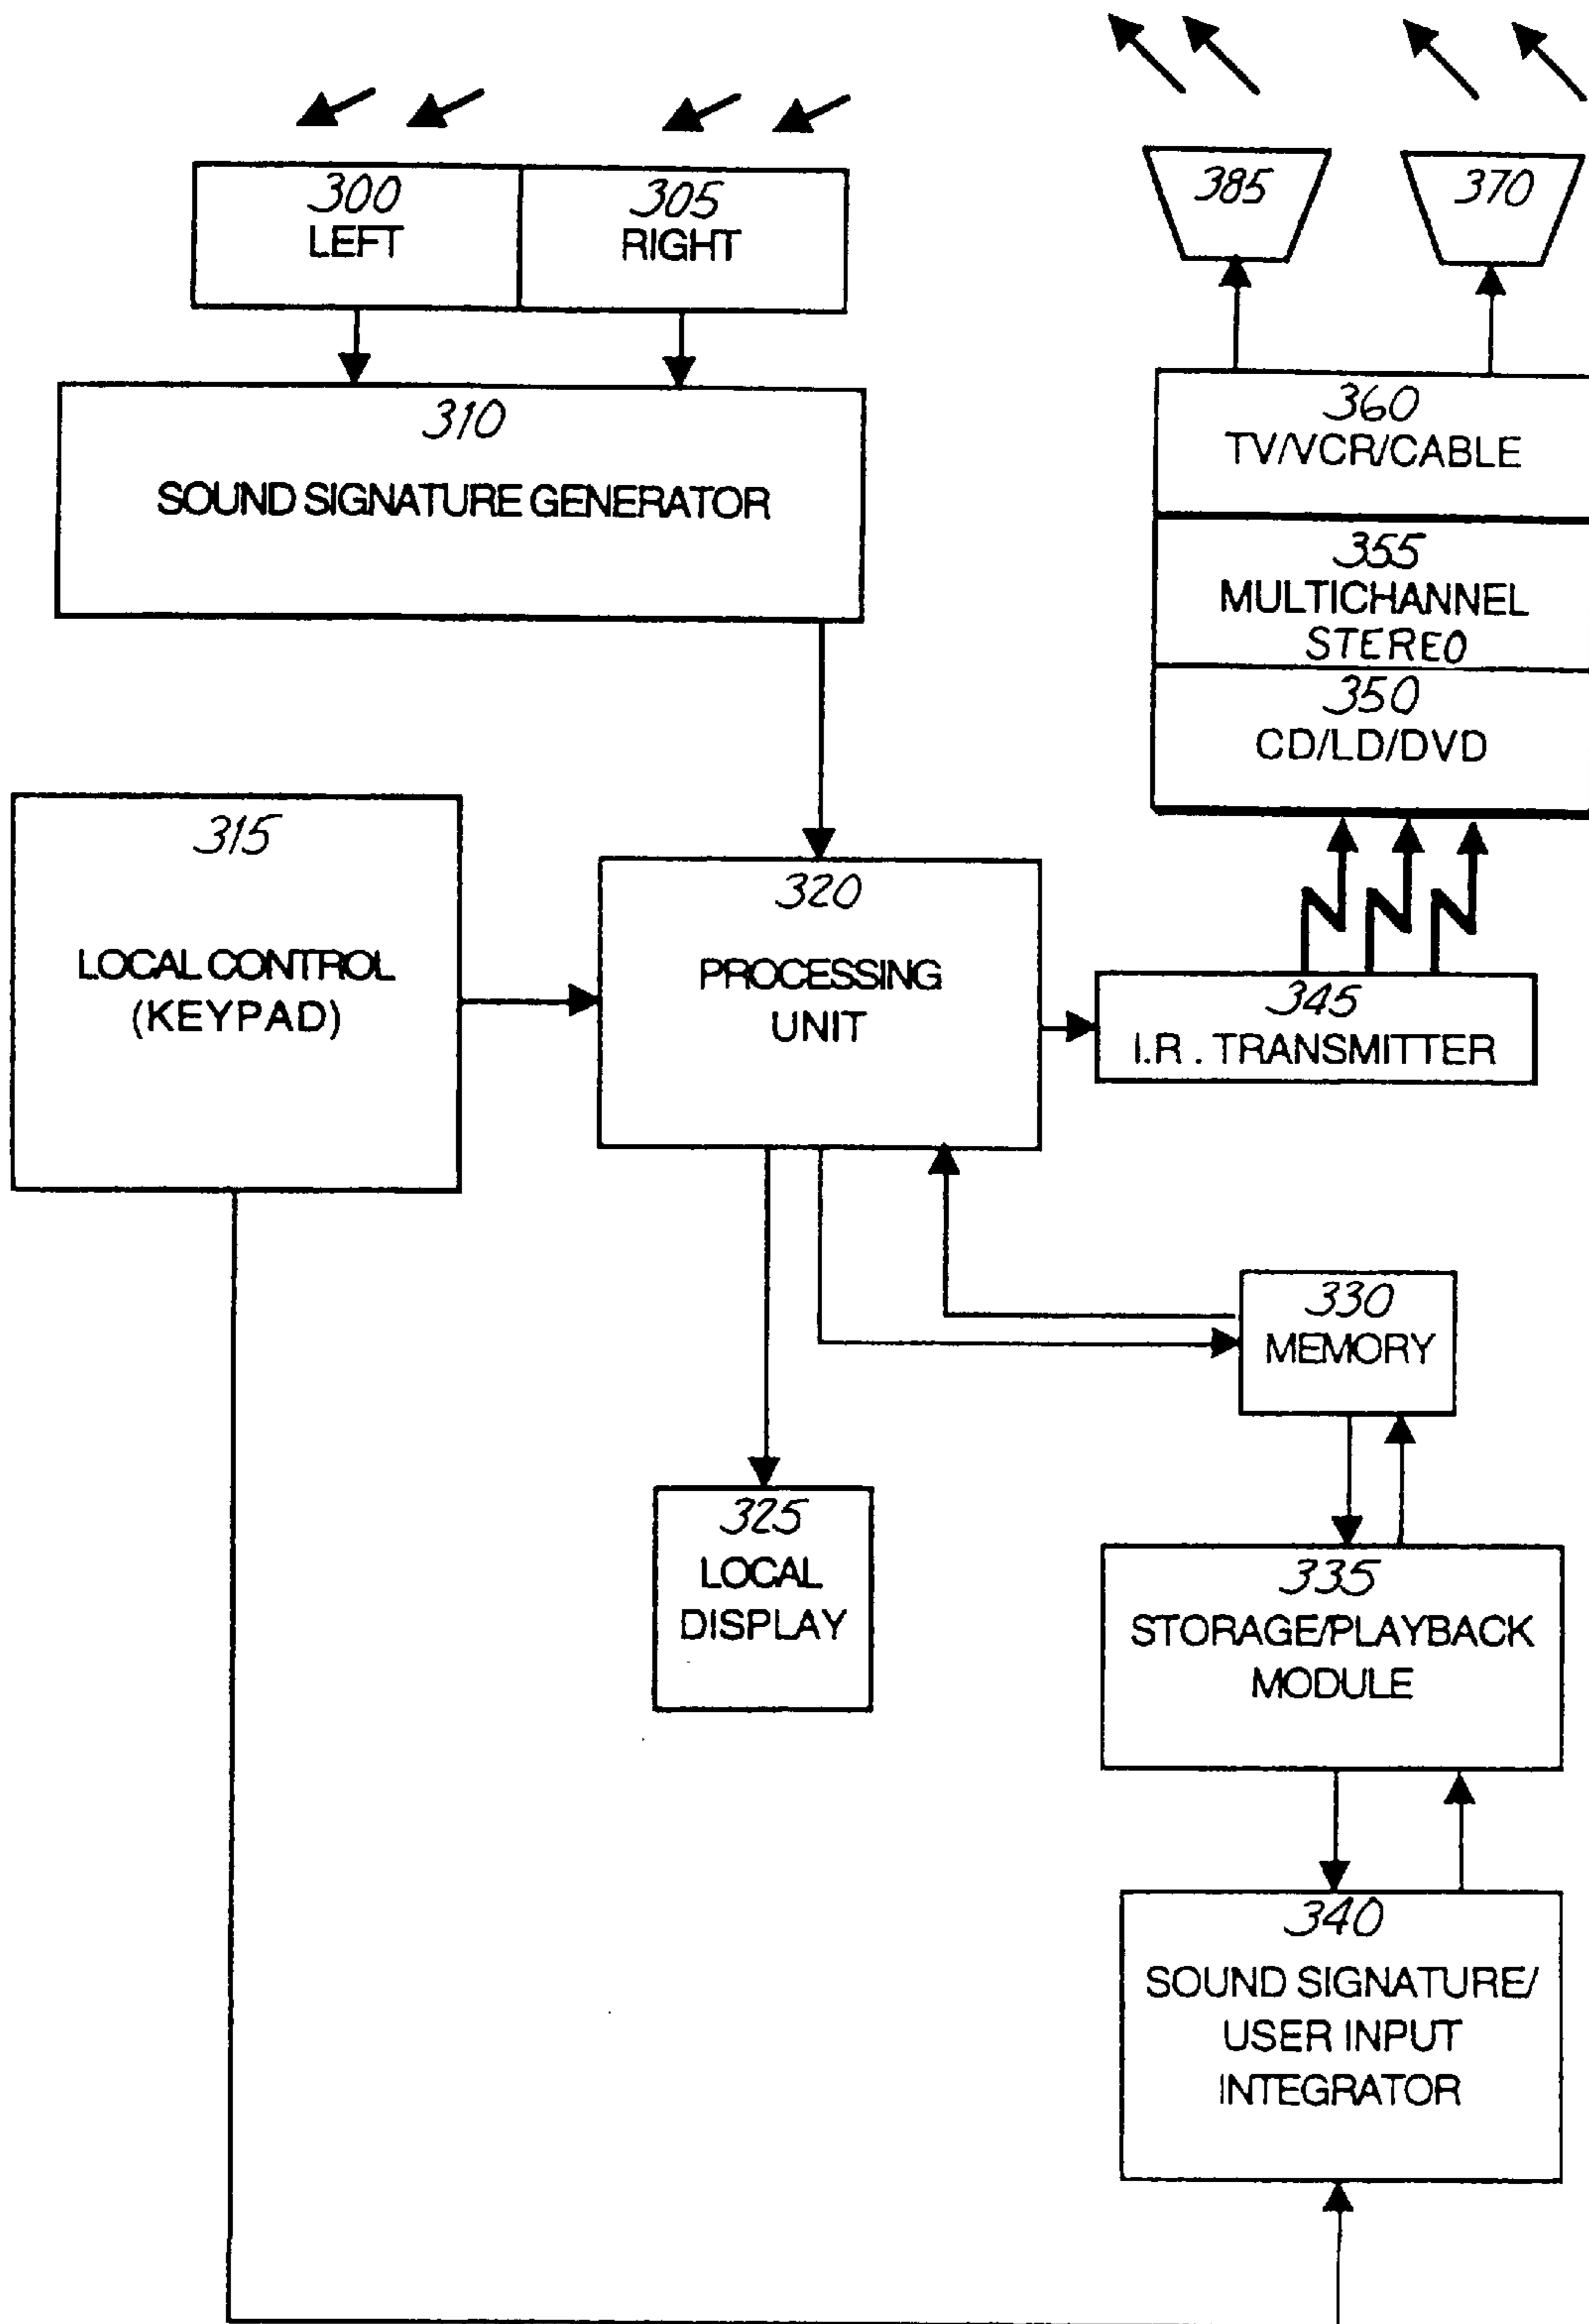 300
LEFT
305
RIGHT
385
370
310
SOUND SIGNATURE GENERATOR
360
TV/VCR/CABLE
355
MULTICHANNEL
STEREO
350
CD/LD/DVD
315
LOCAL CONTROL
(KEYPAD)
320
PROCESSING
UNIT
345
I.R. TRANSMITTER
330
MEMORY
325
LOCAL
DISPLAY
335
STORAGE/PLAYBACK
MODULE
340
SOUND SIGNATURE/
USER INPUT
INTEGRATOR